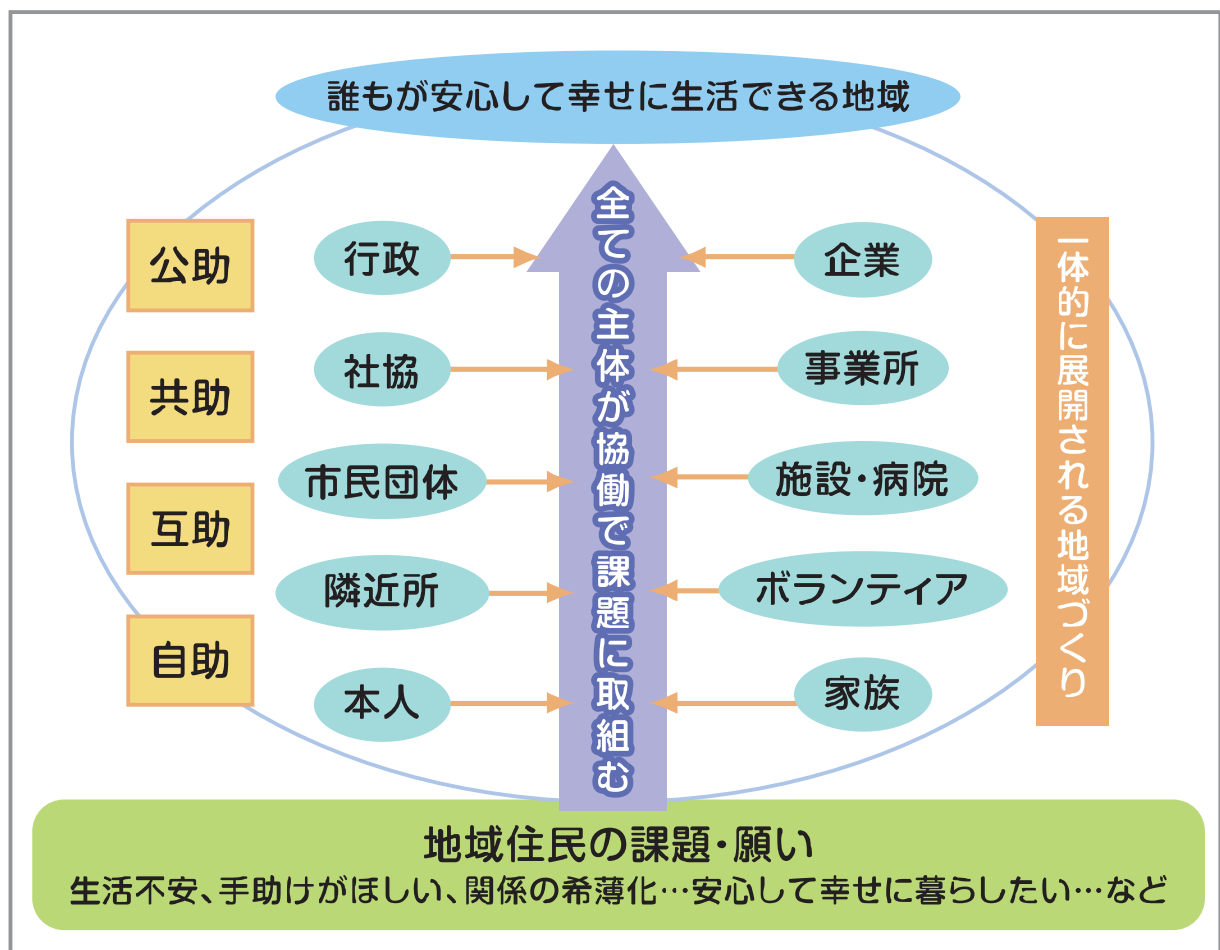 誰もが安心して幸せに生活できる地域
公助
共助
互助
自助
行政
社協
市民団体
隣近所
本人
全ての主体が協働で課題に取組む
企業
事業所
施設・病院
ボランティア
家族
一体的に展開される地域づくり
地域住民の課題・願い
生活不安、手助けがほしい、関係の希薄化…安心して幸せに暮らしたい…など